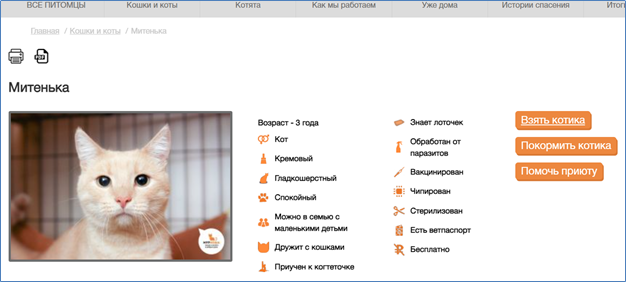 ВСЕ ПИТОМЦЫ Кошки и коты Котята Как мы работаем Уже дома Истории спасения
Главная / Кошки и коты / Митенька
PDF
Митенька
Возраст - 3 года
Кот
Кремовый
Гладкошерстный
Спокойный
Можно в семью с
маленькими детьми
Дружит с кошками
Приучен к когтеточке
Знает лоточек
Обработан от
паразитов
Вакцинирован
Чипирован
Стерилизован
Есть ветпаспорт
Бесплатно
Взять котика
Покормить котика
Помочь приюту